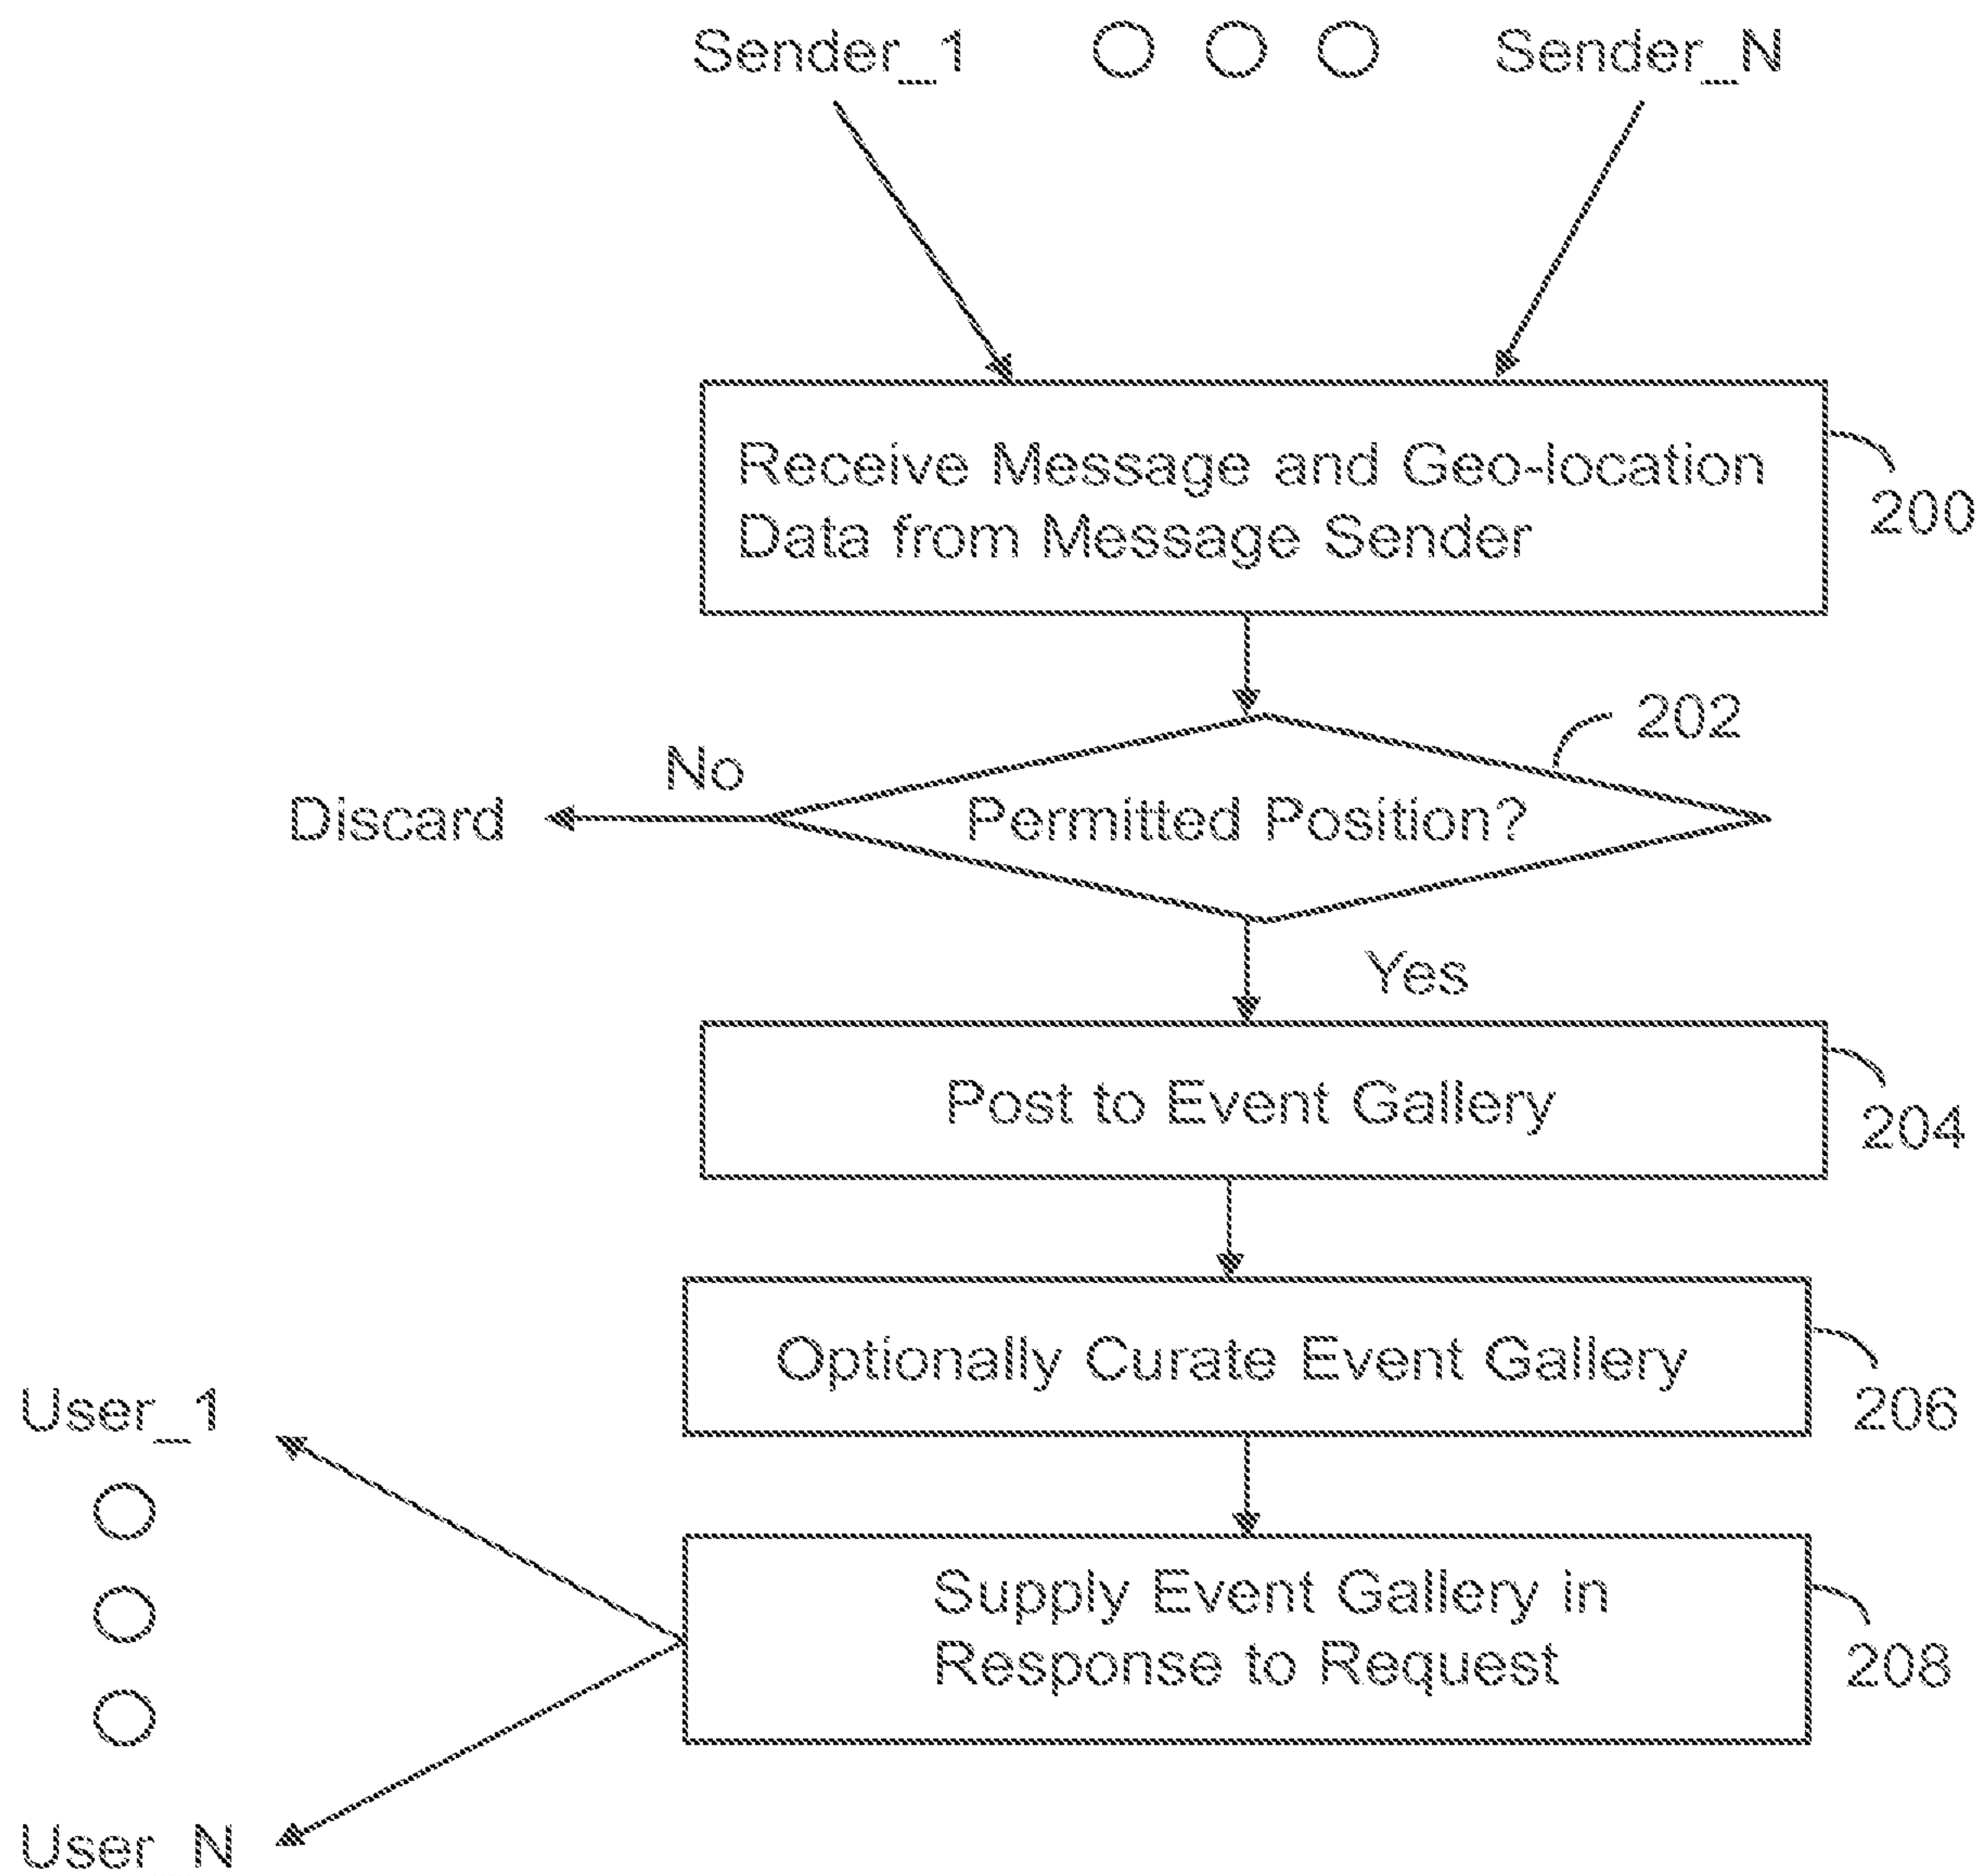 Sender_1
Sender_N
Receive Message and Geo-location
Data from Message Sender
200
202
No
Discard
Permitted Position?
Yes
Post to Event Gallery
204
Optionally Curate Event Gallery
206
User_1
Supply Event Gallery in
Response to Request
208
User_N